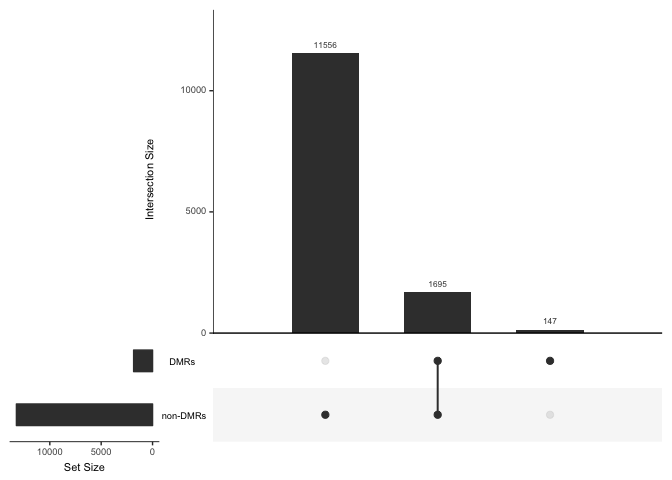 11556
10000
Intersection Size
5000
1695
147
0
DMRs
non-DMRs
10000 5000 0
Set Size